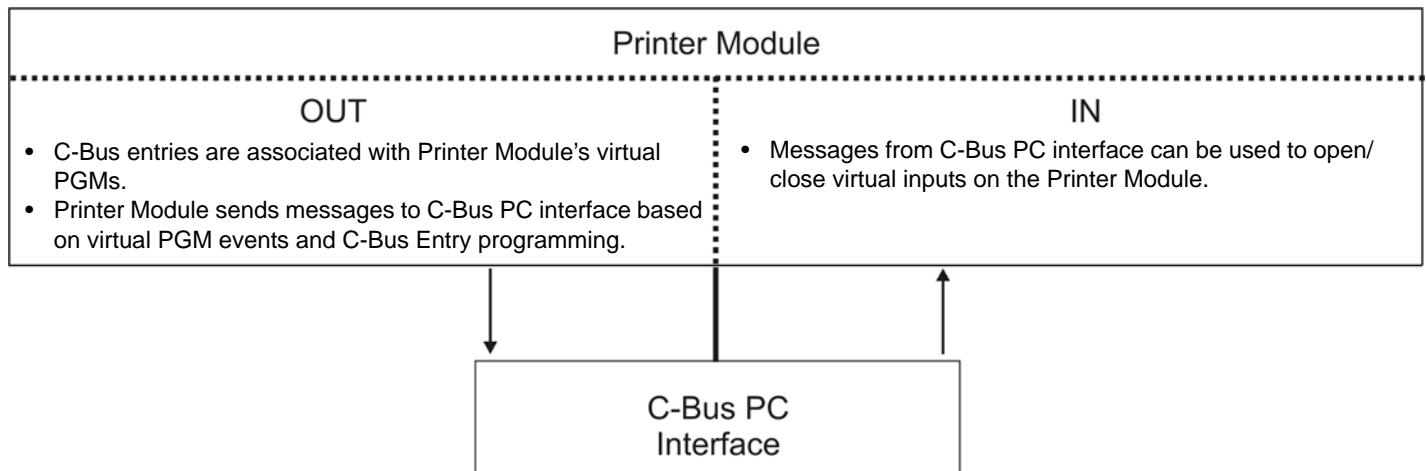 Printer Module
OUT
• C-Bus entries are associated with Printer Module's virtual
PGMs.
• Printer Module sends messages to C-Bus PC interface based
on virtual PGM events and C-Bus Entry programming.
IN
• Messages from C-Bus PC interface can be used to open/
close virtual inputs on the Printer Module.
C-Bus PC
Interface